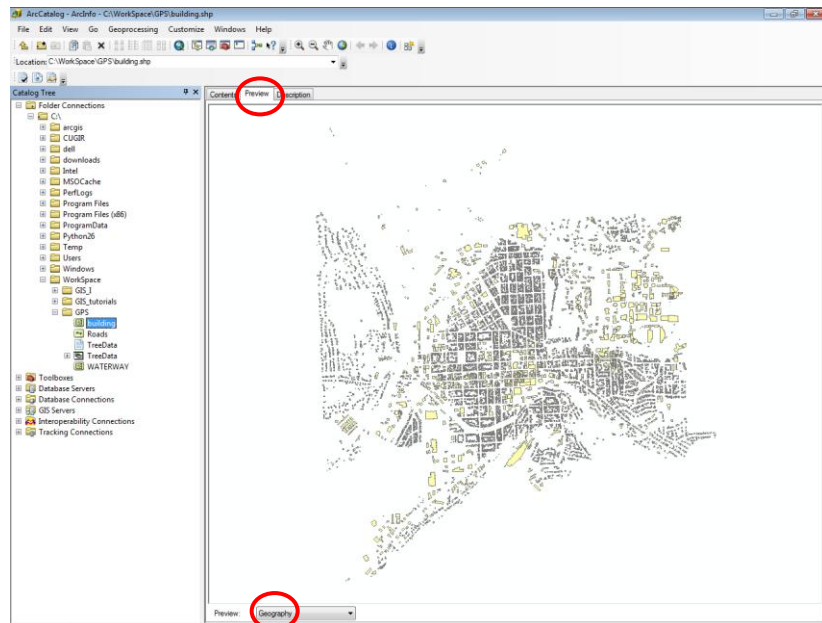 ArcCatalog - ArcInfo - C:\WorkSpace\GPS\building.shp
File Edit View Go Geoprocessing Customize Windows Help
Location: C:\WorkSpace\GPS\building.shp
Catalog Tree
Contents Preview Description
Folder Connections
C:\
arcgis
CUGIR
dell
downloads
Intel
MSOCache
PerfLogs
Program Files
Program Files (x86)
ProgramData
Python26
Temp
Users
Windows
WorkSpace
GIS_I
GIS_tutorials
GPS
building
Roads
TreeData
TreeData
WATERWAY
Toolboxes
Database Servers
Database Connections
GIS Servers
Interoperability Connections
Tracking Connections
Preview: Geography